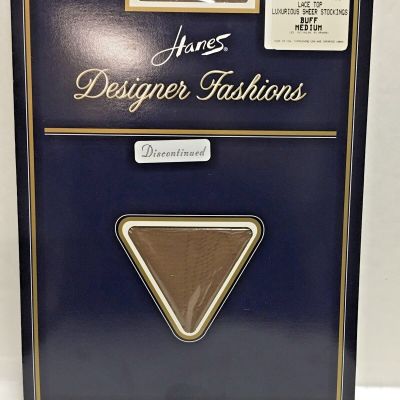 LACE TOP
LUXURIOUS SHEER STOCKINGS
BUFF
MEDIUM
Hanes®
Designer Fashions
Discontinued